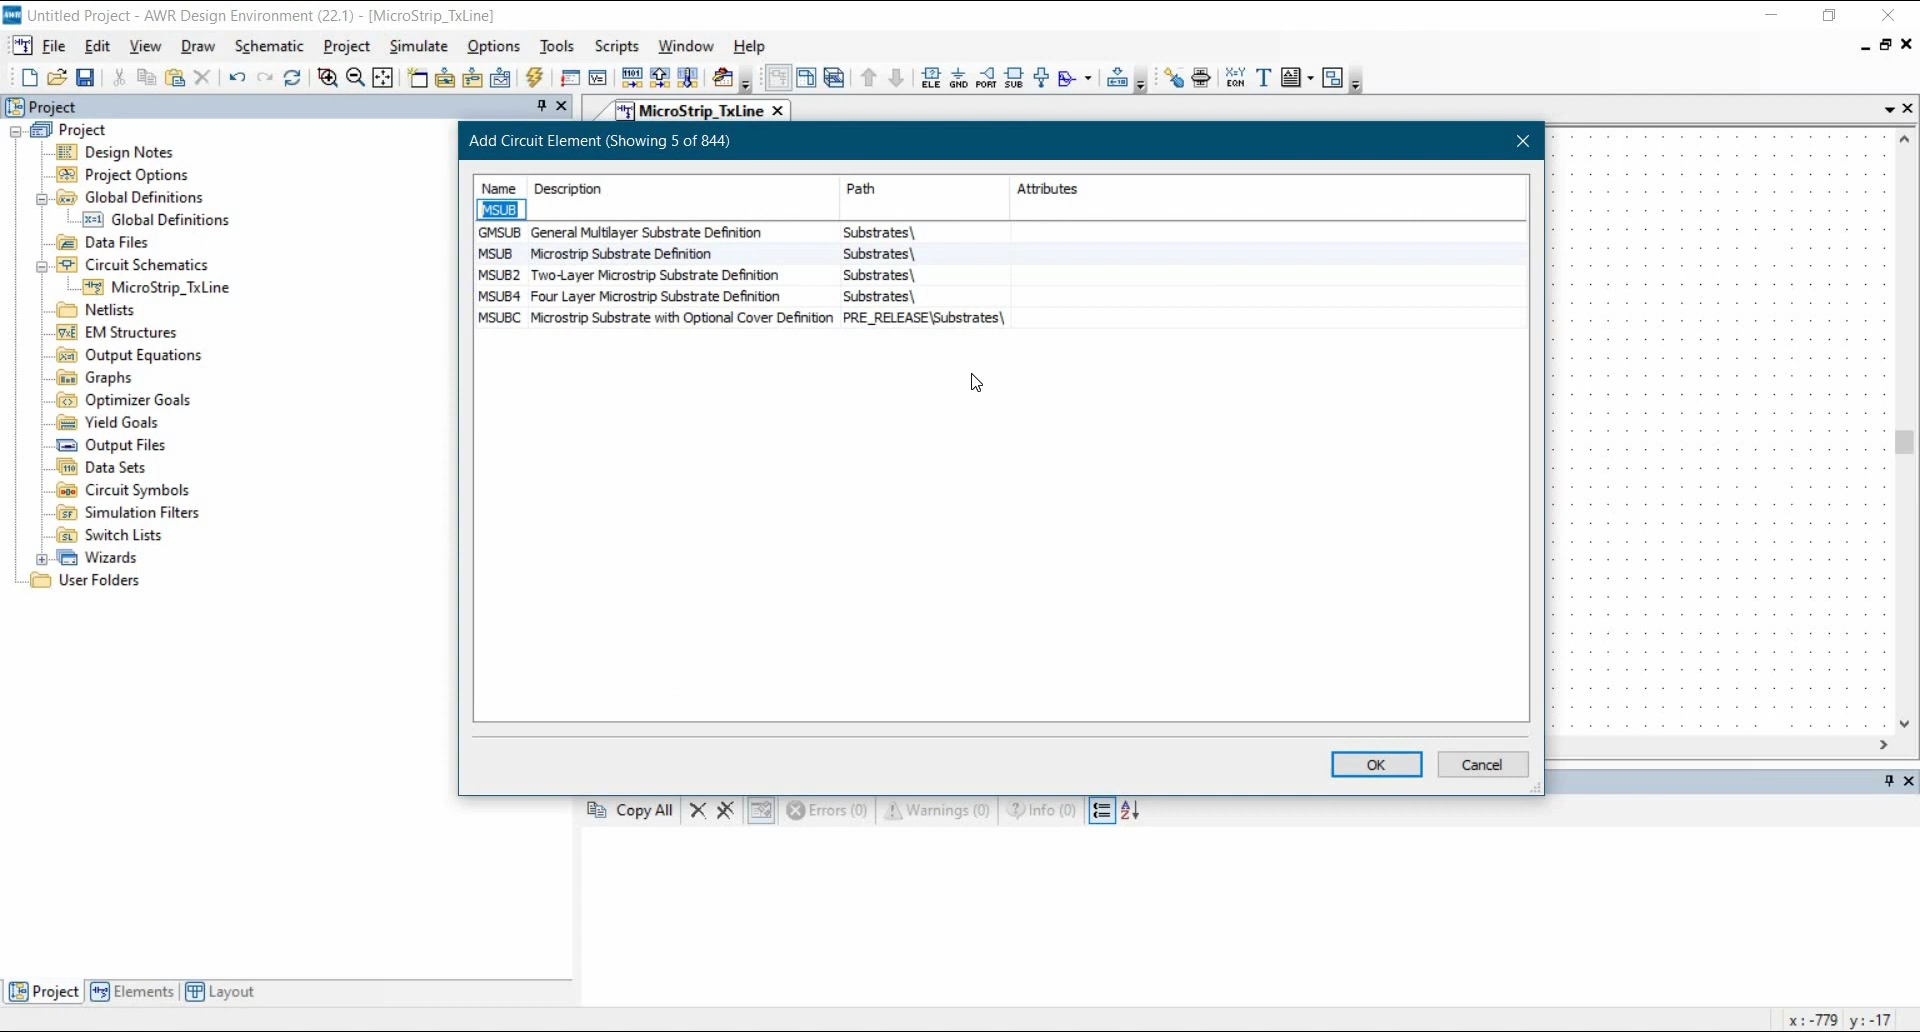 Untitled Project - AWR Design Environment (22.1) - [MicroStrip_TxLine]
File Edit View Draw Schematic Project Simulate Options Tools Scripts Window Help
ELE GND PORT SUB X=Y EQN T
Project
MicroStrip_TxLine
Project
Design Notes
Project Options
Global Definitions
Global Definitions
Data Files
Circuit Schematics
MicroStrip_TxLine
Netlists
EM Structures
Output Equations
Graphs
Optimizer Goals
Yield Goals
Output Files
Data Sets
Circuit Symbols
Simulation Filters
Switch Lists
Wizards
User Folders
Add Circuit Element (Showing 5 of 844)
Name Description Path Attributes
MSUB
GMSUB General Multilayer Substrate Definition Substrates\
MSUB Microstrip Substrate Definition Substrates\
MSUB2 Two-Layer Microstrip Substrate Definition Substrates\
MSUB4 Four Layer Microstrip Substrate Definition Substrates\
MSUBC Microstrip Substrate with Optional Cover Definition PRE_RELEASE\Substrates\
OK Cancel
Copy All Errors (0) Warnings (0) Info (0)
Project Elements Layout
x: -779 y: -17